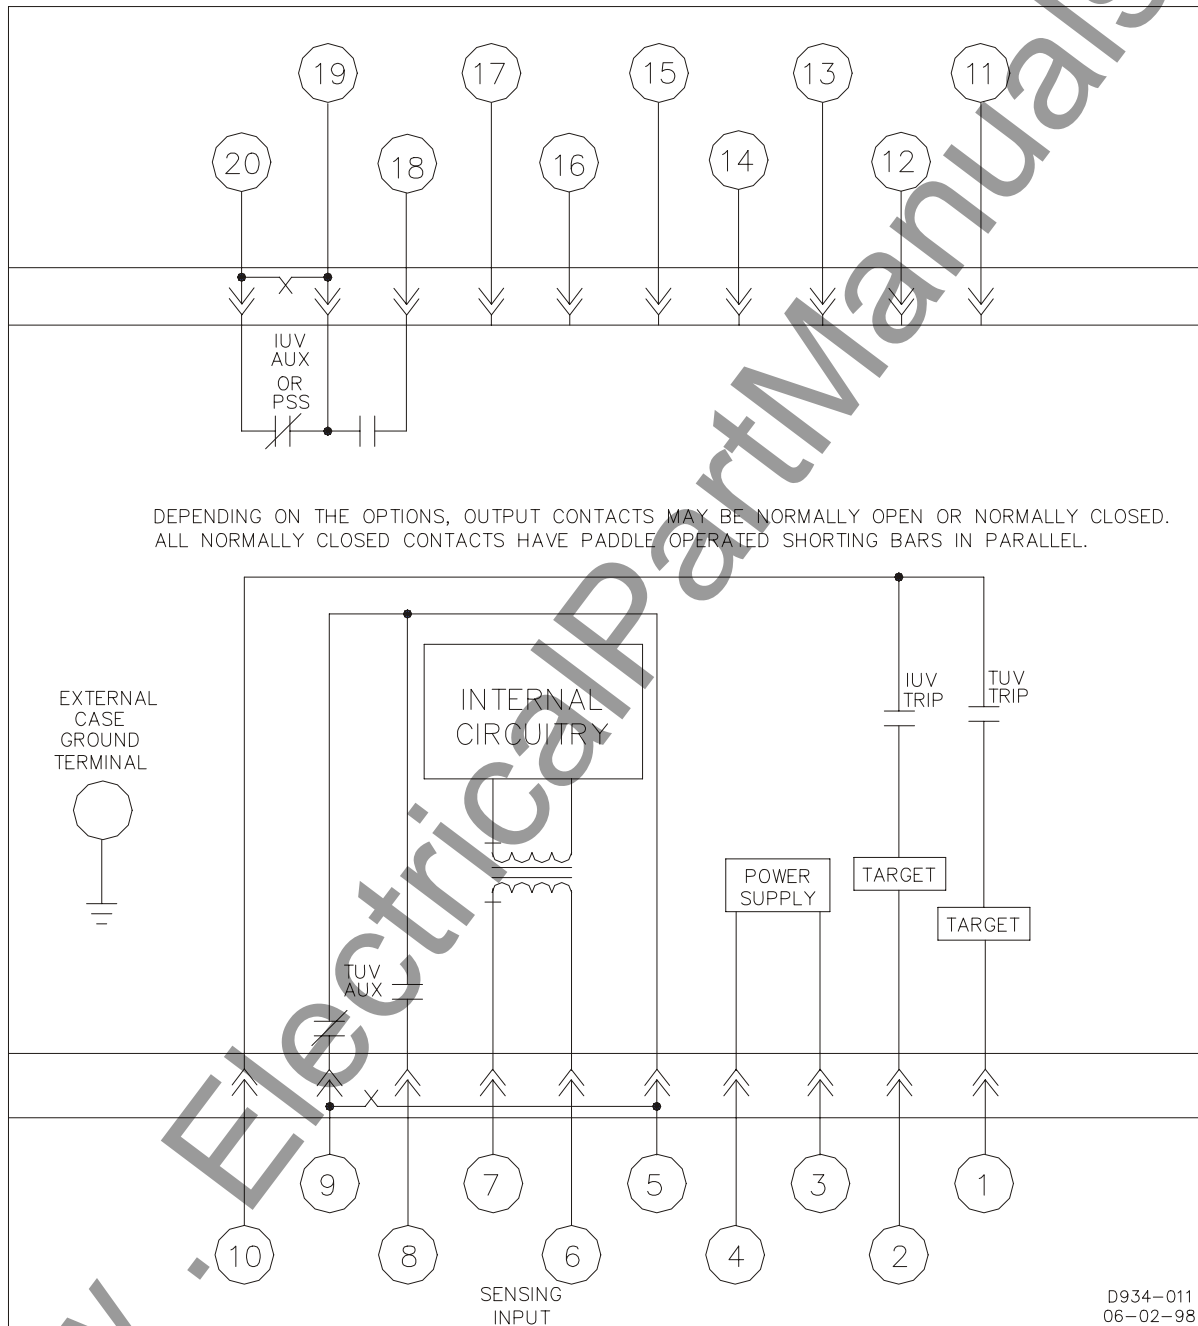 19 17 15 13 11
20 18 16 14 12
IUV
AUX
OR
PSS
DEPENDING ON THE OPTIONS, OUTPUT CONTACTS MAY BE NORMALLY OPEN OR NORMALLY CLOSED.
ALL NORMALLY CLOSED CONTACTS HAVE PADDLE OPERATED SHORTING BARS IN PARALLEL.
EXTERNAL
CASE
GROUND
TERMINAL
INTERNAL
CIRCUITRY
IUV
TRIP
TUV
TRIP
POWER
SUPPLY
TARGET
TARGET
TUV
AUX
9 7 5 3 1
10 8 6 4 2
SENSING
INPUT
D934-011
06-02-98
. ElectricalPartManuals